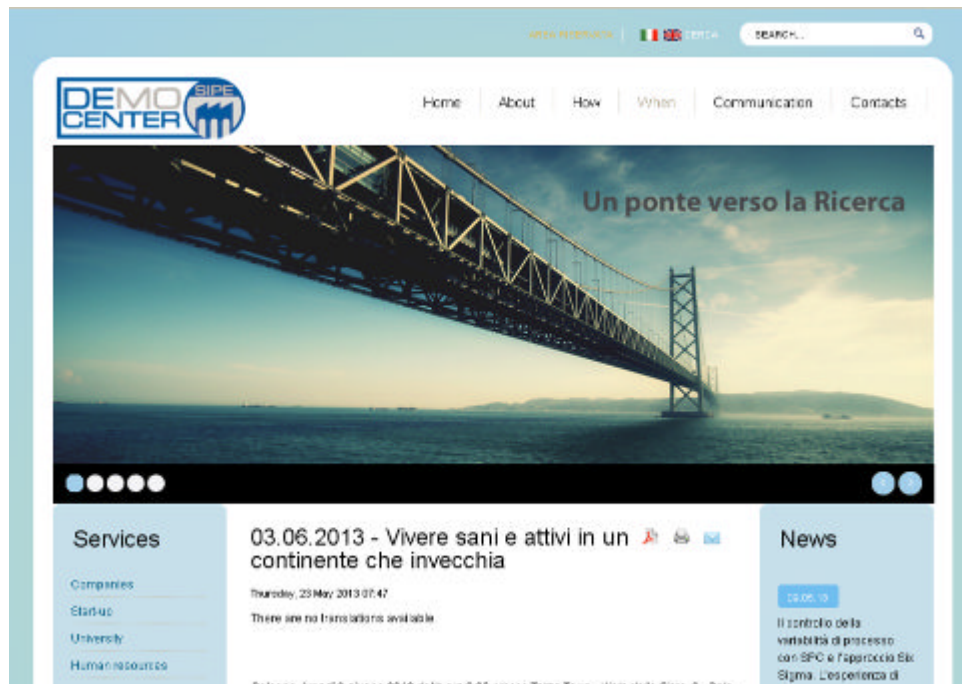 CERCA
SEARCH...
DEMO
CENTER
SIPE
Home
About
How
When
Communication
Contacts
Un ponte verso la Ricerca
Services
Companies
Start-up
University
Human resources
03.06.2013 - Vivere sani e attivi in un
continente che invecchia
Thursday, 23 May 2013 07:47
There are no translations available.
News
Il controllo della
variabilità di processo
con SPC e l'approccio Six
Sigma. L'esperienza di